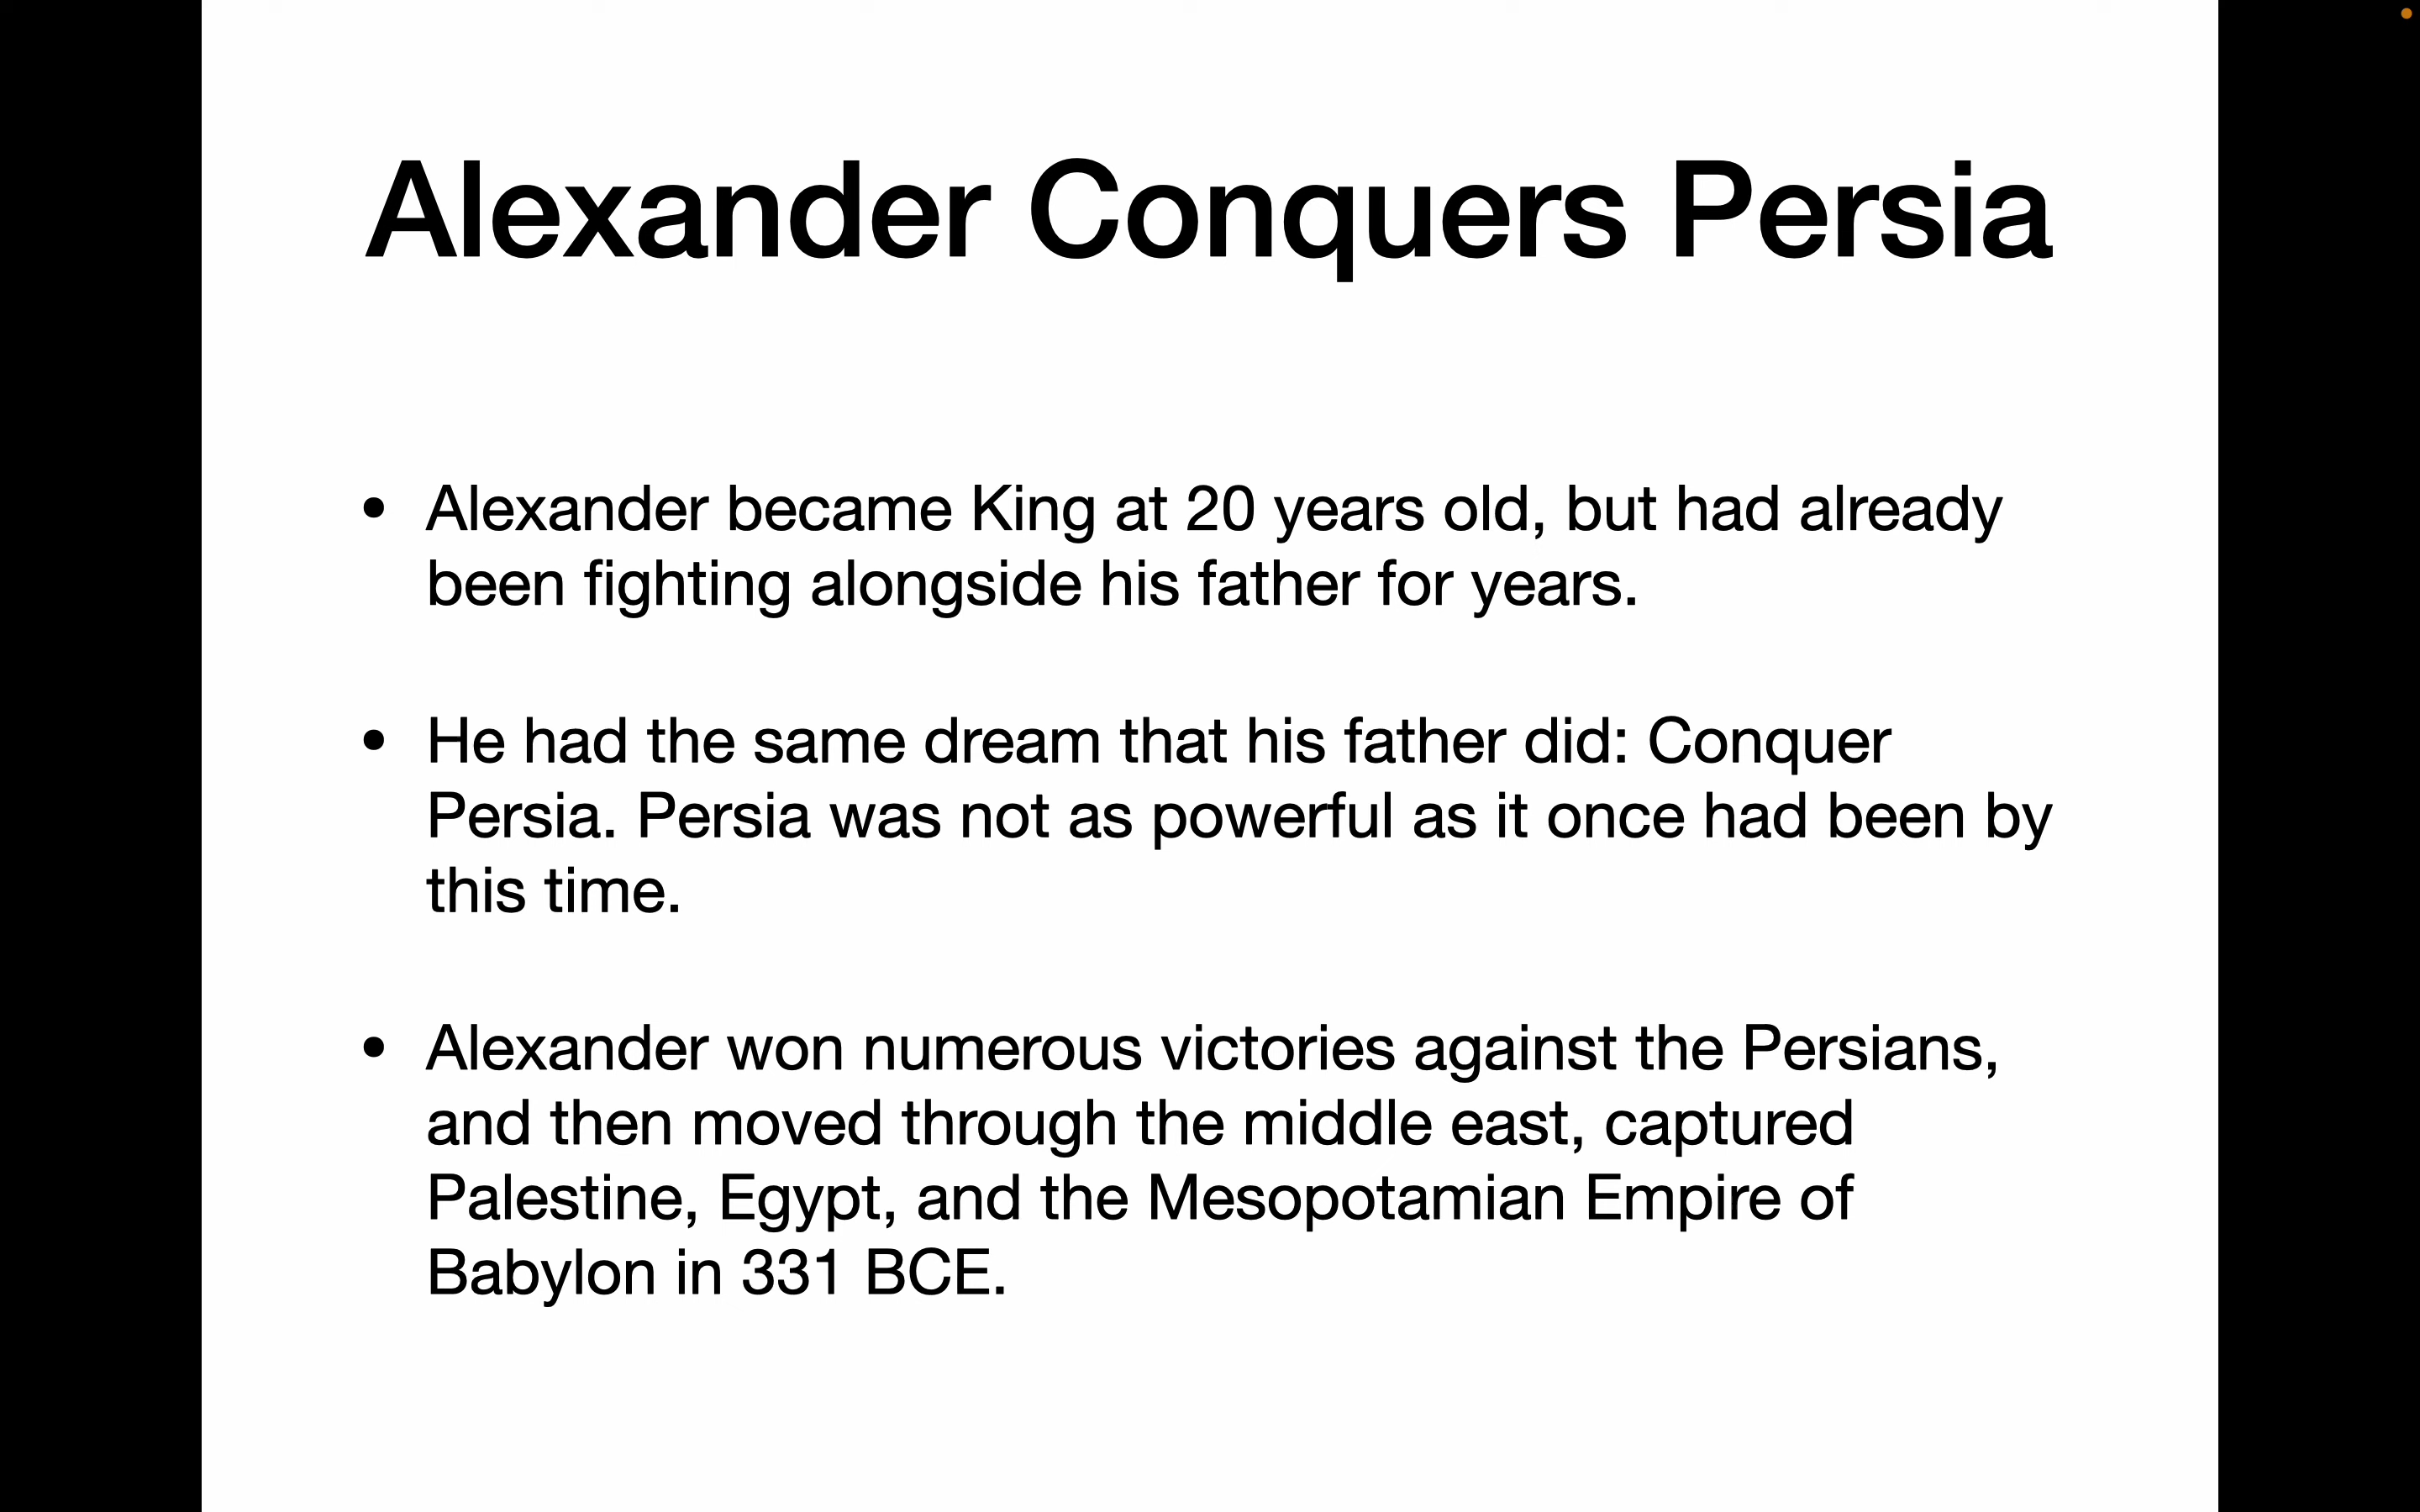 Alexander Conquers Persia
• Alexander became King at 20 years old, but had already
been fighting alongside his father for years.
• He had the same dream that his father did: Conquer
Persia. Persia was not as powerful as it once had been by
this time.
• Alexander won numerous victories against the Persians,
and then moved through the middle east, captured
Palestine, Egypt, and the Mesopotamian Empire of
Babylon in 331 BCE.